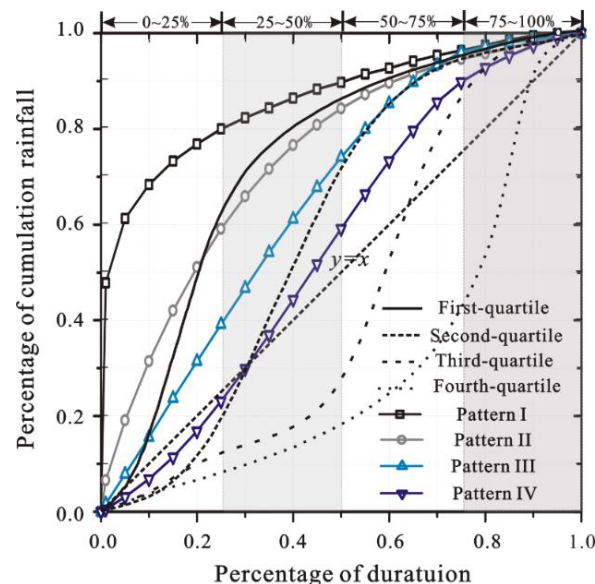 0~25% 25~50% 50~75% 75~100%
1.0
0.8
0.6
0.4
0.2
0.0
Percentage of cumulation rainfall
y=x
First-quartile
Second-quartile
Third-quartile
Fourth-quartile
Pattern I
Pattern II
Pattern III
Pattern IV
0.0 0.2 0.4 0.6 0.8 1.0
Percentage of duratuion